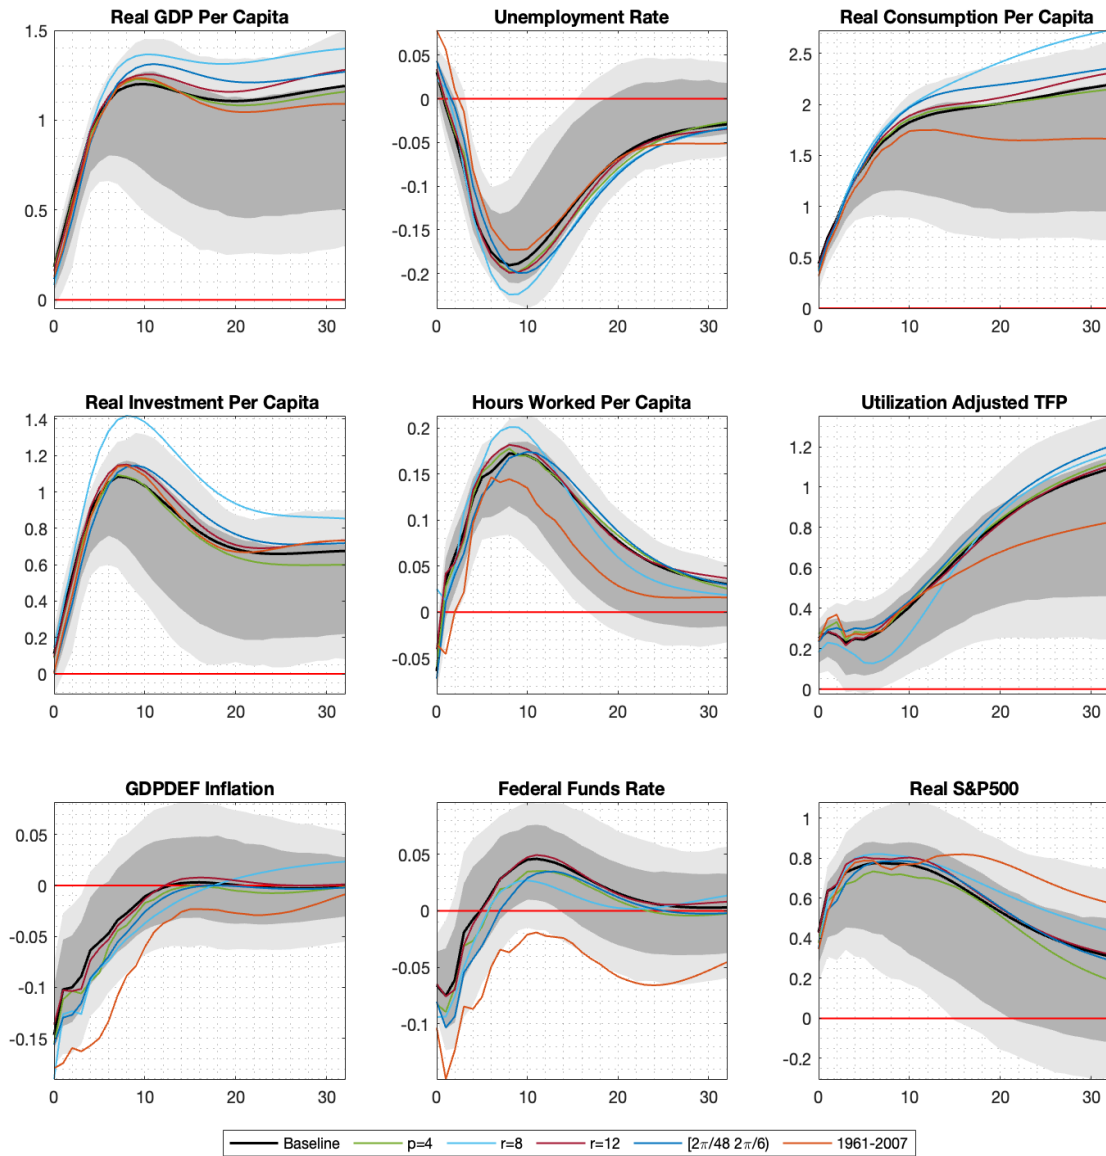 Real GDP Per Capita
1.5
1
0.5
0
0 10 20 30
Unemployment Rate
0.05
0
-0.05
-0.1
-0.15
-0.2
0 10 20 30
Real Consumption Per Capita
2.5
2
1.5
1
0.5
0
0 10 20 30
Real Investment Per Capita
1.4
1.2
1
0.8
0.6
0.4
0.2
0
0 10 20 30
Hours Worked Per Capita
0.2
0.15
0.1
0.05
0
-0.05
0 10 20 30
Utilization Adjusted TFP
1.2
1
0.8
0.6
0.4
0.2
0
0 10 20 30
GDPDEF Inflation
0.05
0
-0.05
-0.1
-0.15
0 10 20 30
Federal Funds Rate
0.05
0
-0.05
-0.1
0 10 20 30
Real S&P500
1
0.8
0.6
0.4
0.2
0
-0.2
0 10 20 30
Baseline p=4 r=8 r=12 [2π/48 2π/6) 1961-2007